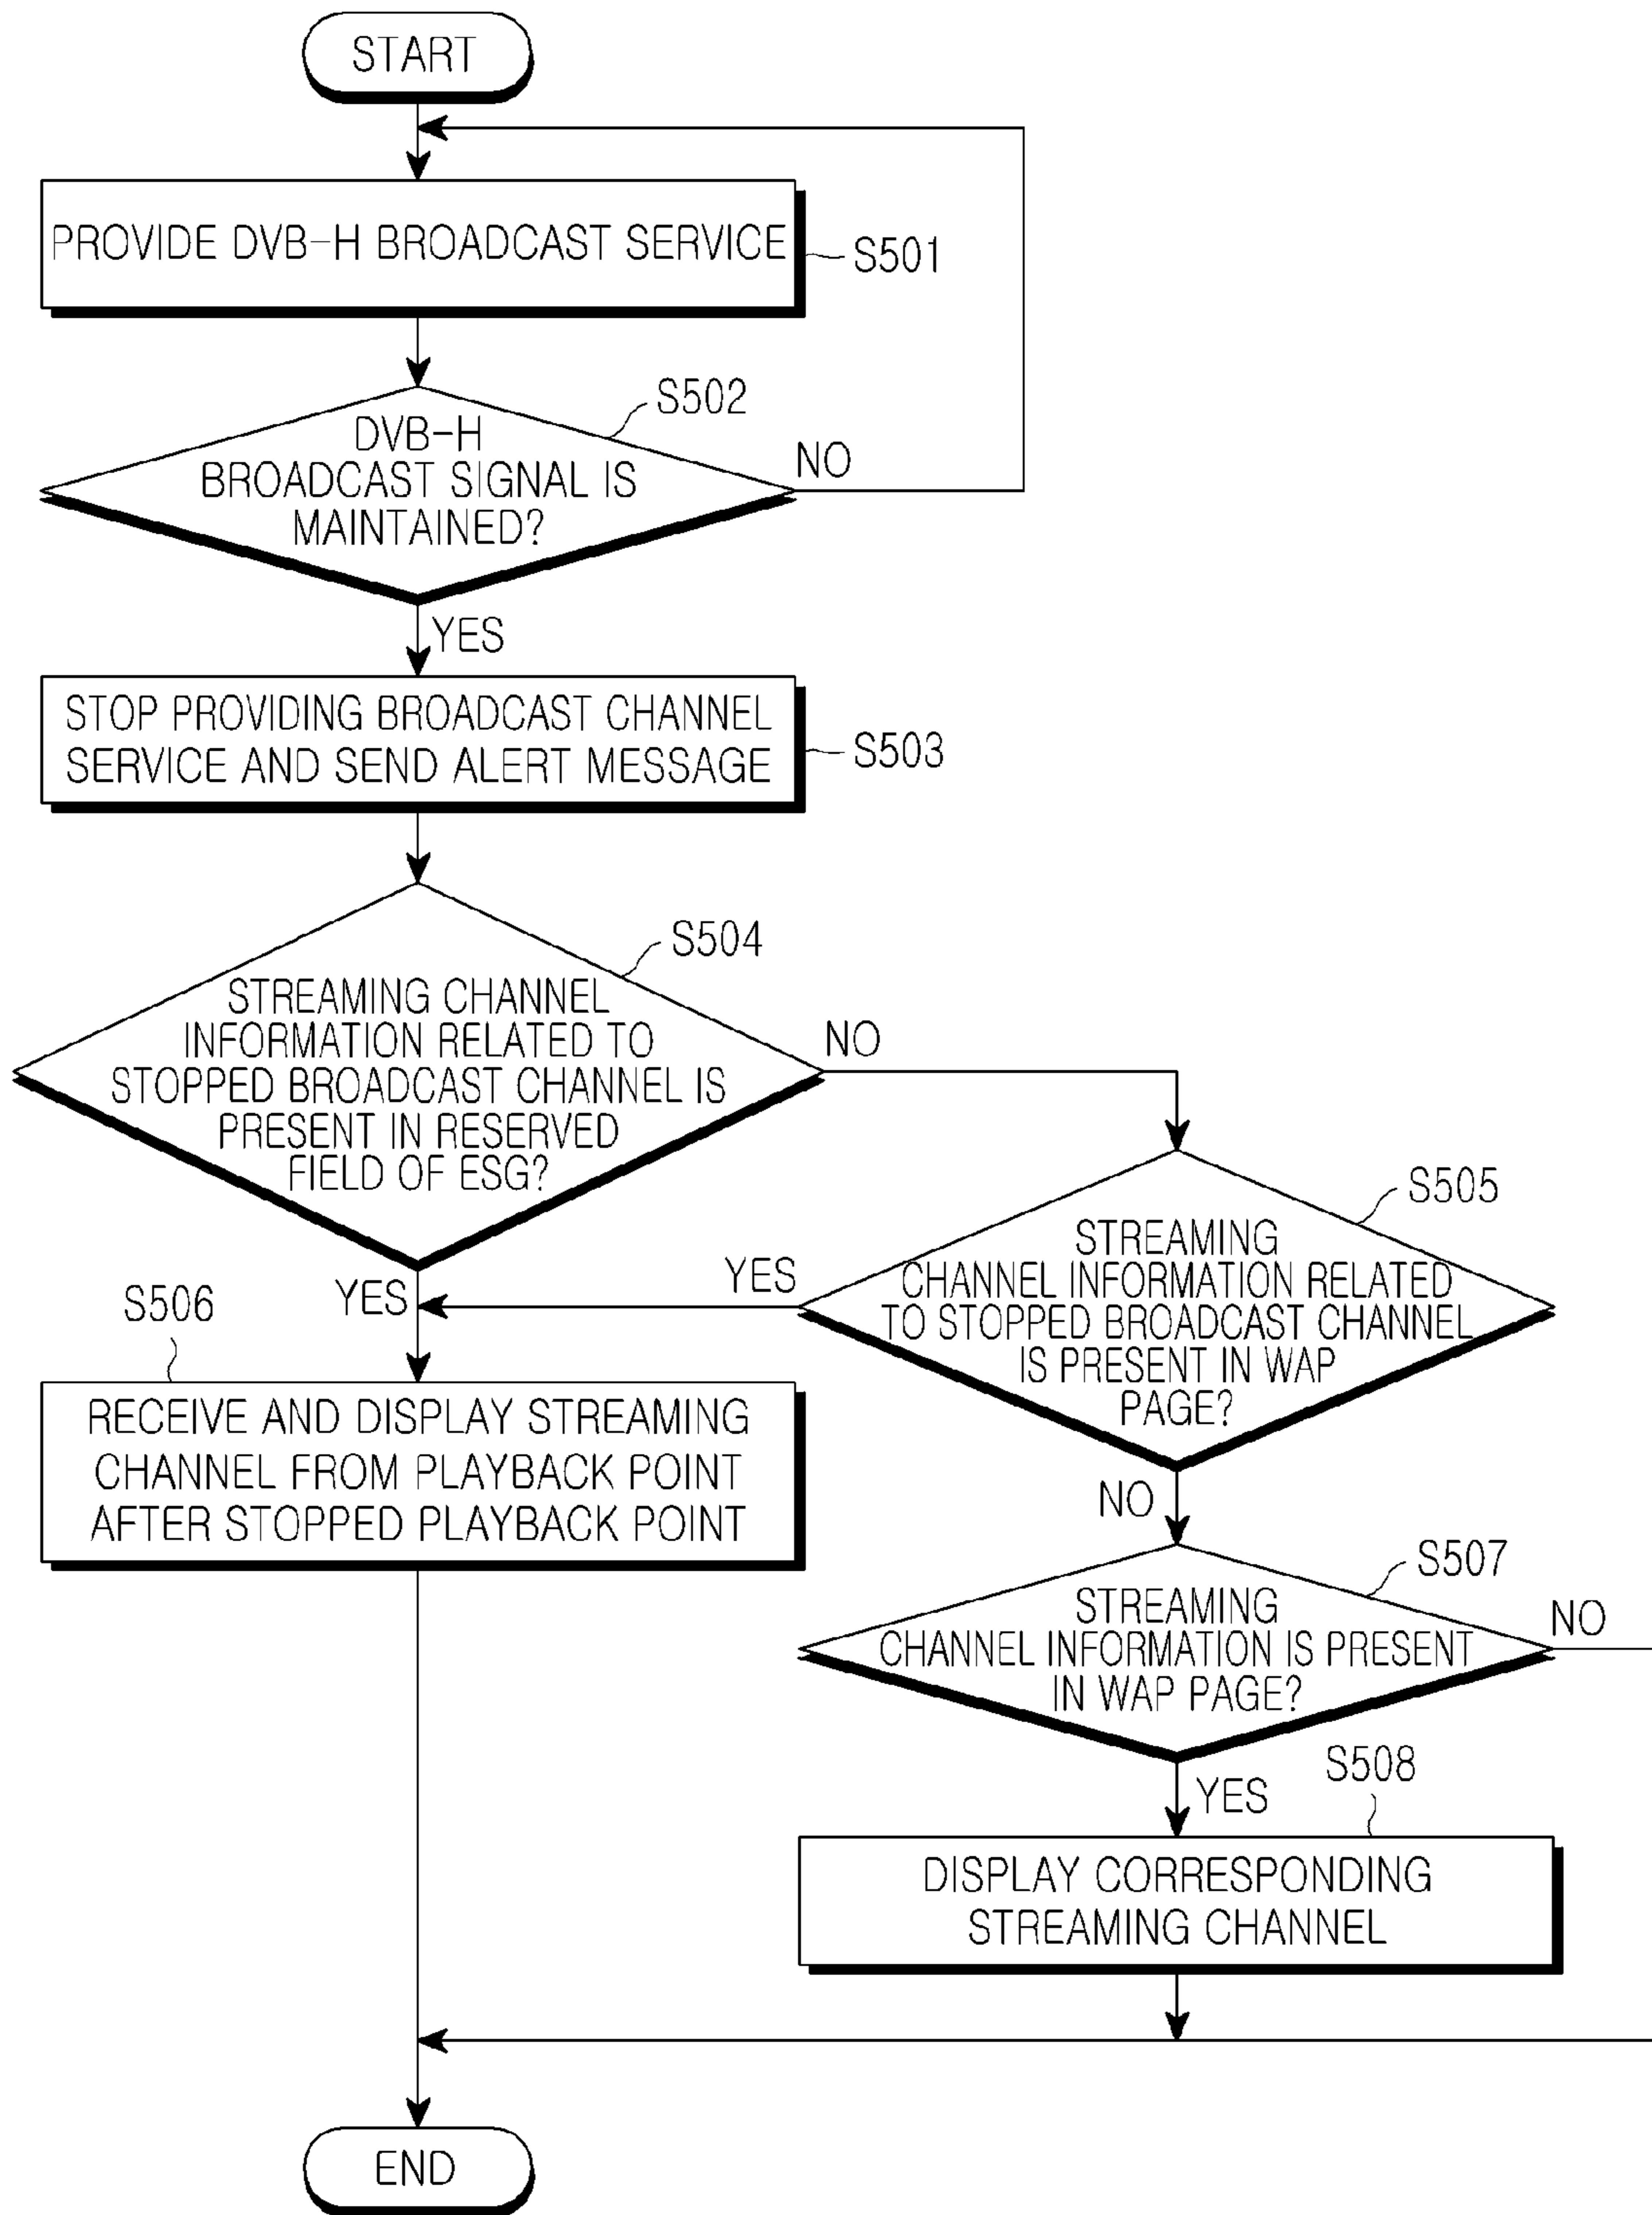 START
PROVIDE DVB-H BROADCAST SERVICE
S501
S502
DVB-H
BROADCAST SIGNAL IS
MAINTAINED?
NO
YES
STOP PROVIDING BROADCAST CHANNEL
SERVICE AND SEND ALERT MESSAGE
S503
S504
STREAMING CHANNEL
INFORMATION RELATED TO
STOPPED BROADCAST CHANNEL IS
PRESENT IN RESERVED
FIELD OF ESG?
NO
YES
S505
STREAMING
CHANNEL INFORMATION RELATED
TO STOPPED BROADCAST CHANNEL
IS PRESENT IN WAP
PAGE?
YES
NO
S506
RECEIVE AND DISPLAY STREAMING
CHANNEL FROM PLAYBACK POINT
AFTER STOPPED PLAYBACK POINT
S507
STREAMING
CHANNEL INFORMATION IS PRESENT
IN WAP PAGE?
NO
YES
S508
DISPLAY CORRESPONDING
STREAMING CHANNEL
END